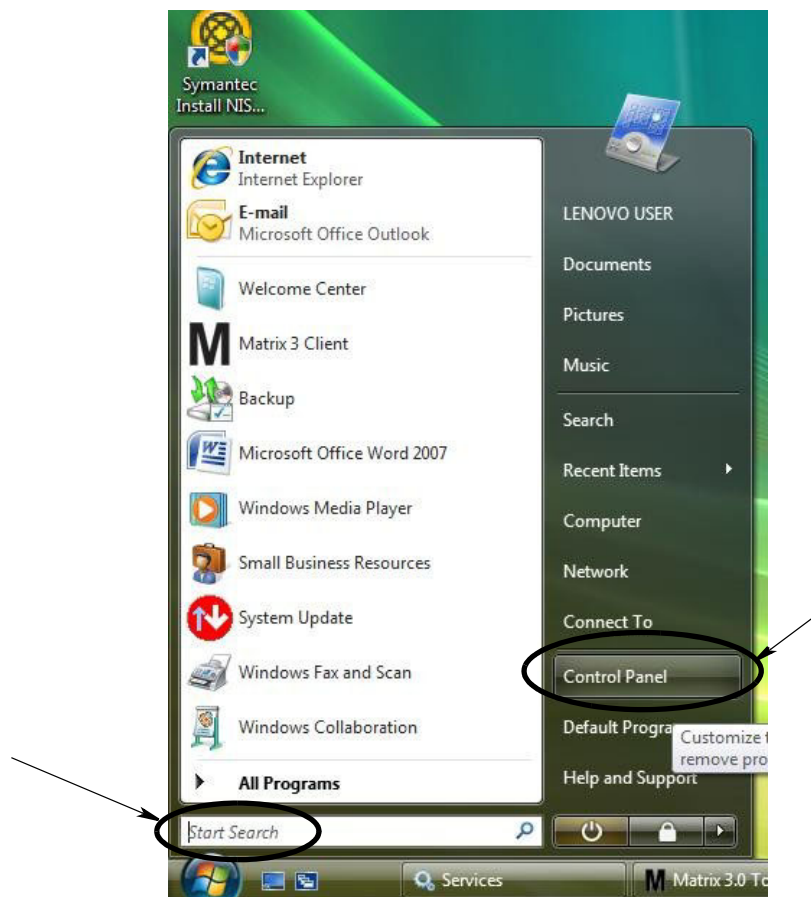 Symantec
Install NIS...
Internet
Internet Explorer
E-mail
Microsoft Office Outlook
Welcome Center
Matrix 3 Client
Backup
Microsoft Office Word 2007
Windows Media Player
Small Business Resources
System Update
Windows Fax and Scan
Windows Collaboration
All Programs
Start Search
LENOVO USER
Documents
Pictures
Music
Search
Recent Items
Computer
Network
Connect To
Control Panel
Default Progra
Customize t
remove pro
Help and Support
Services
M Matrix 3.0 To